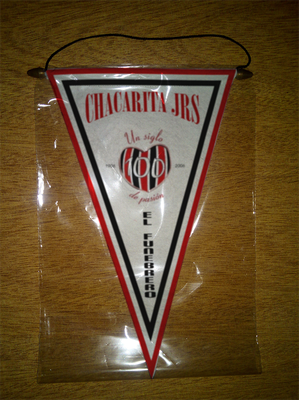 CHACARITA JRS
Un siglo
1906 100 2006
de pasión
EL FUNEBRERO